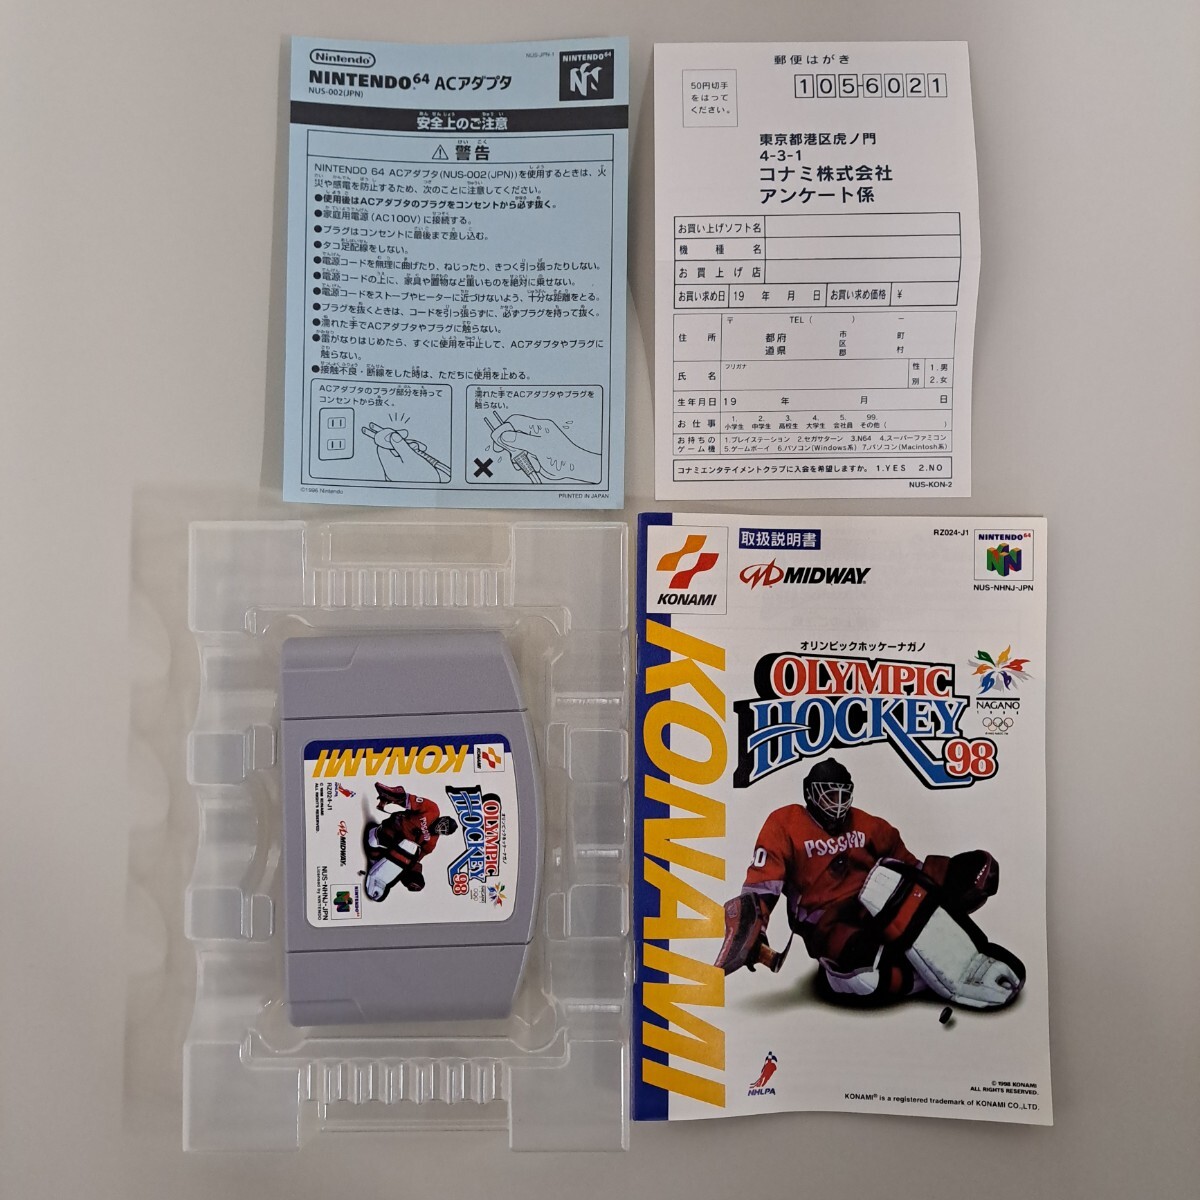 Nintendo
NUS-JPN-1
NINTENDO64 ACアダプタ
NUS-002(JPN)
NINTENDO64
安全上のご注意
⚠ 警告
NINTENDO 64 ACアダプタ(NUS-002(JPN))を使用するときは、火
災や感電を防止するため、次のことに注意してください。
●使用後はACアダプタのプラグをコンセントから必ず抜く。
●家庭用電源(AC100V)に接続する。
●プラグはコンセントに最後まで差し込む。
●タコ足配線をしない。
●電源コードを無理に曲げたり、ねじったり、きつく引っ張ったりしない。
●電源コードの上に、家具や置物など重いものを絶対に乗せない。
●電源コードをストーブやヒーターに近づけないよう、十分な距離をとる。
●プラグを抜くときは、コードを引っ張らずに、必ずプラグを持って抜く。
●濡れた手でACアダプタやプラグに触らない。
●雷がなりはじめたら、すぐに使用を中止して、ACアダプタやプラグに
触らない。
●接触不良・断線をした時は、ただちに使用を止める。
ACアダプタのプラグ部分を持って
コンセントから抜く。
濡れた手でACアダプタやプラグを
触らない。
©1996 Nintendo
PRINTED IN JAPAN
郵便はがき
50円切手
をはって
ください。
1056021
東京都港区虎ノ門
4-3-1
コナミ株式会社
アンケート係
お買い上げソフト名
機種名
お買上げ店
お買い求め日 19 年 月 日 お買い求め価格 ¥
住所 〒 TEL ( ) −
都府 市 町
道県 区
郡 村
氏名 フリガナ 性別 1.男
2.女
生年月日 19 年 月 日
お仕事 1.小学生 2.中学生 3.高校生 4.大学生 5.会社員 99.その他 ( )
お持ちのゲーム機 1.プレイステーション 2.セガサターン 3.N64 4.スーパーファミコン
5.ゲームボーイ 6.パソコン(Windows系) 7.パソコン(Macintosh系)
コナミエンタテイメントクラブに入会を希望しますか。 1.YES 2.NO
NUS-KON-2
KONAMI
KONAMI
RZ024-J1
© 1998 KONAMI
ALL RIGHTS RESERVED.
MIDWAY
オリンピックホッケーナガノ
OLYMPIC
HOCKEY
98
NINTENDO64
NUS-NHNJ-JPN
Licensed by NINTENDO
KONAMI
取扱説明書
RZ024-J1
MIDWAY
NINTENDO64
NUS-NHNJ-JPN
KONAMI
オリンピックホッケーナガノ
OLYMPIC
HOCKEY
98
NAGANO
1998
РОССИЯ
NHLPA
© 1998 KONAMI
ALL RIGHTS RESERVED.
KONAMI® is a registered trademark of KONAMI CO.,LTD.